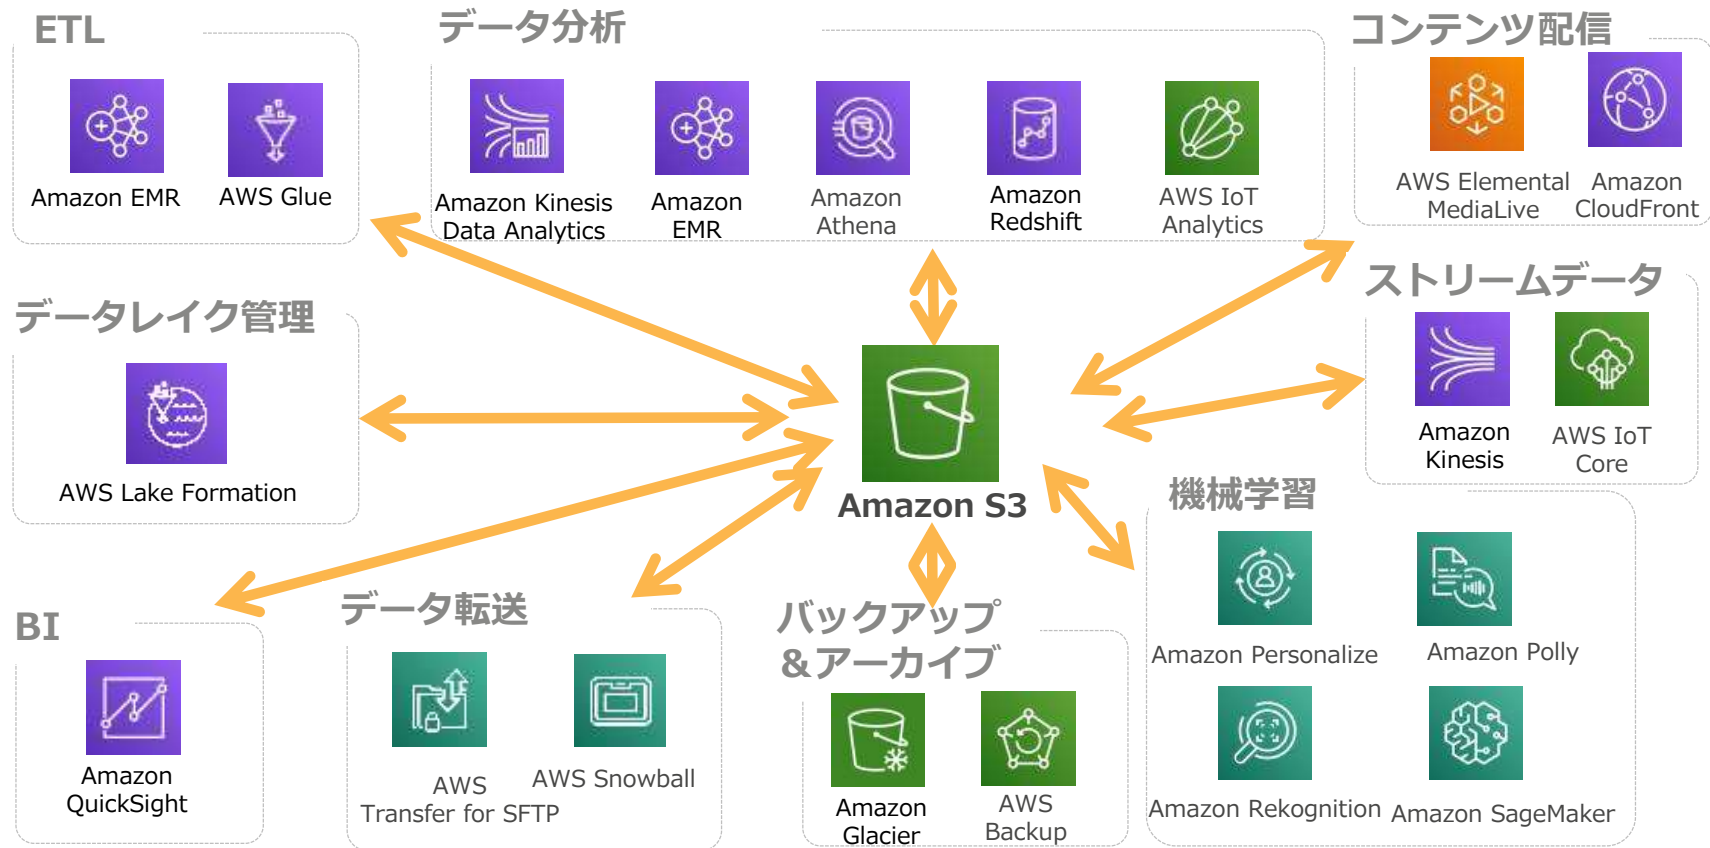 ETL
Amazon EMR
AWS Glue
データ分析
Amazon Kinesis
Data Analytics
Amazon
EMR
Amazon
Athena
Amazon
Redshift
AWS IoT
Analytics
コンテンツ配信
AWS Elemental
MediaLive
Amazon
CloudFront
データレイク管理
AWS Lake Formation
Amazon S3
ストリームデータ
Amazon
Kinesis
AWS IoT
Core
BI
Amazon
QuickSight
データ転送
AWS
Transfer for SFTP
AWS Snowball
バックアップ
&アーカイブ
Amazon
Glacier
AWS
Backup
機械学習
Amazon Personalize
Amazon Polly
Amazon Rekognition
Amazon SageMaker